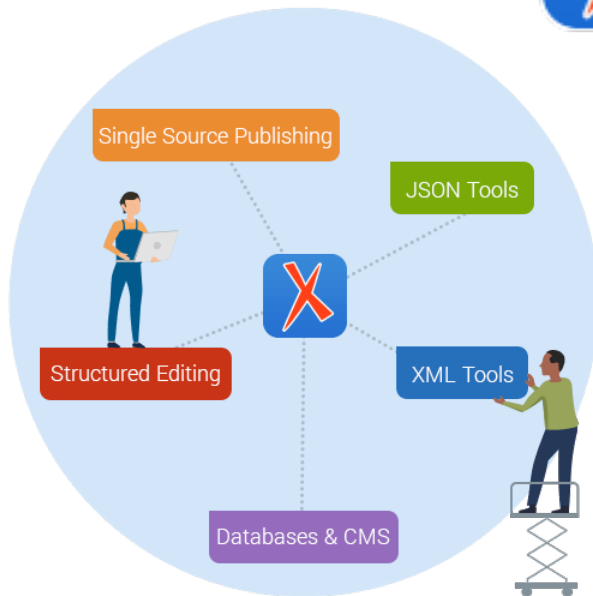 Single Source Publishing
JSON Tools
Structured Editing
XML Tools
Databases & CMS